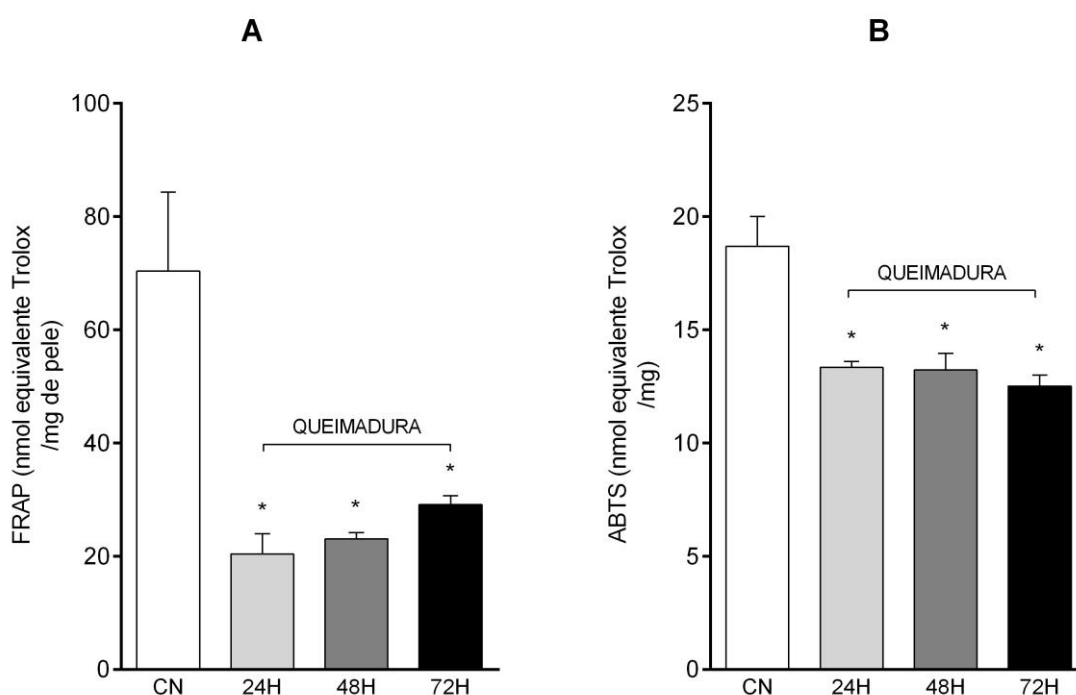 A
FRAP (nmol equivalente Trolox
/mg de pele)
100
80
60
40
20
0
QUEIMADURA
*
*
*
CN
24H
48H
72H
B
ABTS (nmol equivalente Trolox
/mg)
25
20
15
10
5
0
QUEIMADURA
*
*
*
CN
24H
48H
72H